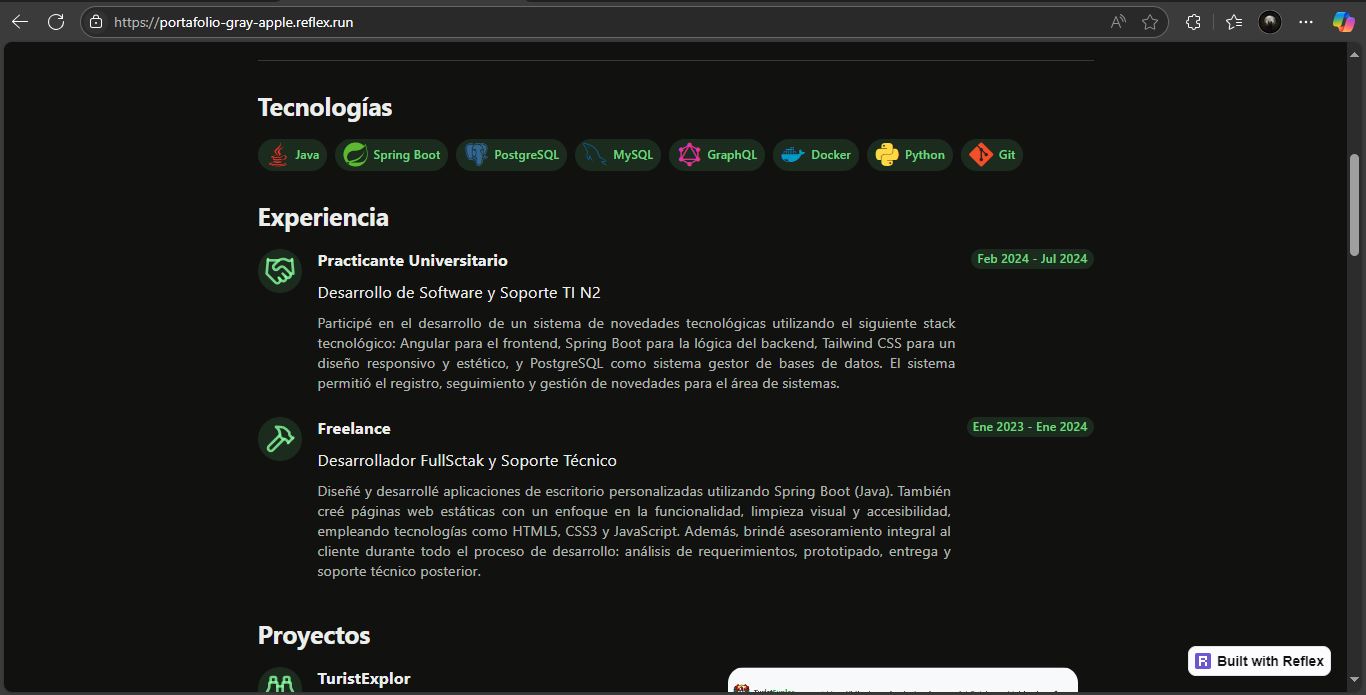 https://portafolio-gray-apple.reflex.run
Tecnologías
Java Spring Boot PostgreSQL MySQL GraphQL Docker Python Git
Experiencia
Practicante Universitario
Feb 2024 - Jul 2024
Desarrollo de Software y Soporte TI N2
Participé en el desarrollo de un sistema de novedades tecnológicas utilizando el siguiente stack
tecnológico: Angular para el frontend, Spring Boot para la lógica del backend, Tailwind CSS para un
diseño responsivo y estético, y PostgreSQL como sistema gestor de bases de datos. El sistema
permitió el registro, seguimiento y gestión de novedades para el área de sistemas.
Freelance
Ene 2023 - Ene 2024
Desarrollador FullSctak y Soporte Técnico
Diseñé y desarrollé aplicaciones de escritorio personalizadas utilizando Spring Boot (Java). También
creé páginas web estáticas con un enfoque en la funcionalidad, limpieza visual y accesibilidad,
empleando tecnologías como HTML5, CSS3 y JavaScript. Además, brindé asesoramiento integral al
cliente durante todo el proceso de desarrollo: análisis de requerimientos, prototipado, entrega y
soporte técnico posterior.
Proyectos
TuristExplor
R Built with Reflex